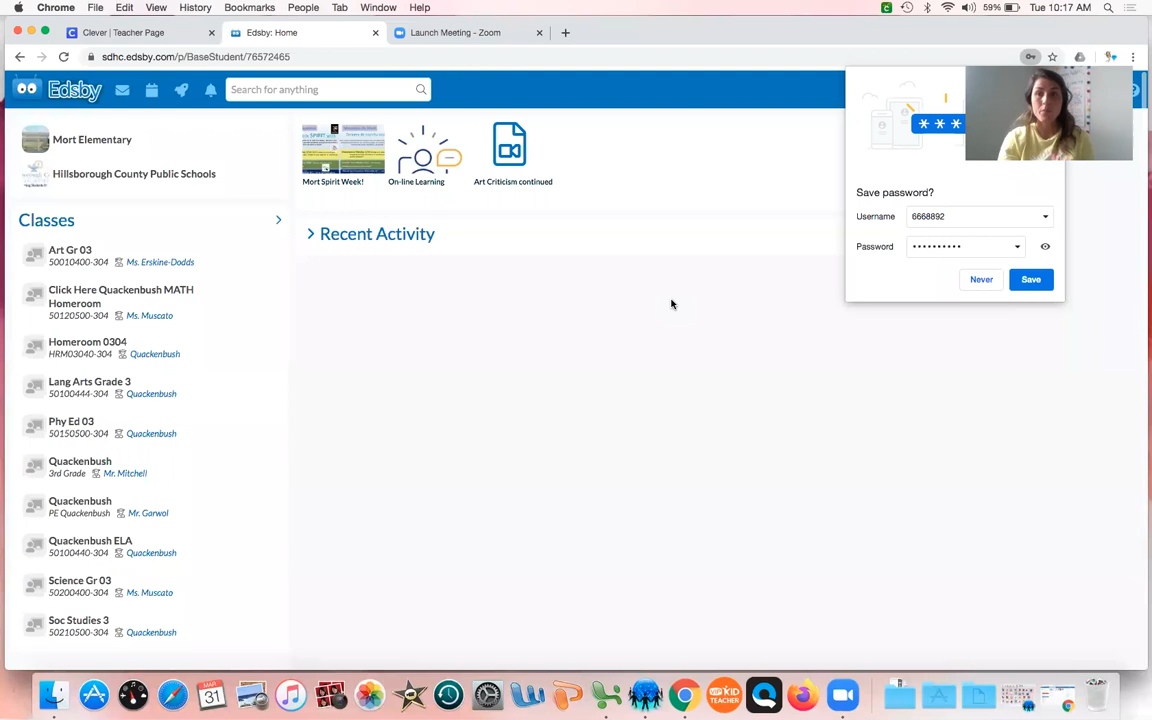 Chrome File Edit View History Bookmarks People Tab Window Help 59% Tue 10:17 AM
Clever | Teacher Page Edsby: Home Launch Meeting - Zoom
sdhc.edsby.com/p/BaseStudent/76572465
Edsby Search for anything
Mort Elementary
Hillsborough County Public Schools
Mort Spirit Week! On-line Learning Art Criticism continued
Classes
Recent Activity
Art Gr 03
50010400-304 Ms. Erskine-Dodds
Click Here Quackenbush MATH
Homeroom
50120500-304 Ms. Muscato
Homeroom 0304
HRM03040-304 Quackenbush
Lang Arts Grade 3
50100444-304 Quackenbush
Phy Ed 03
50150500-304 Quackenbush
Quackenbush
3rd Grade Mr. Mitchell
Quackenbush
PE Quackenbush Mr. Garwol
Quackenbush ELA
50100440-304 Quackenbush
Science Gr 03
50200400-304 Ms. Muscato
Soc Studies 3
50210500-304 Quackenbush
***
Save password?
Username 6668892
Password ••••••••••
Never Save
MAR
31
VIPKID
TEACHER